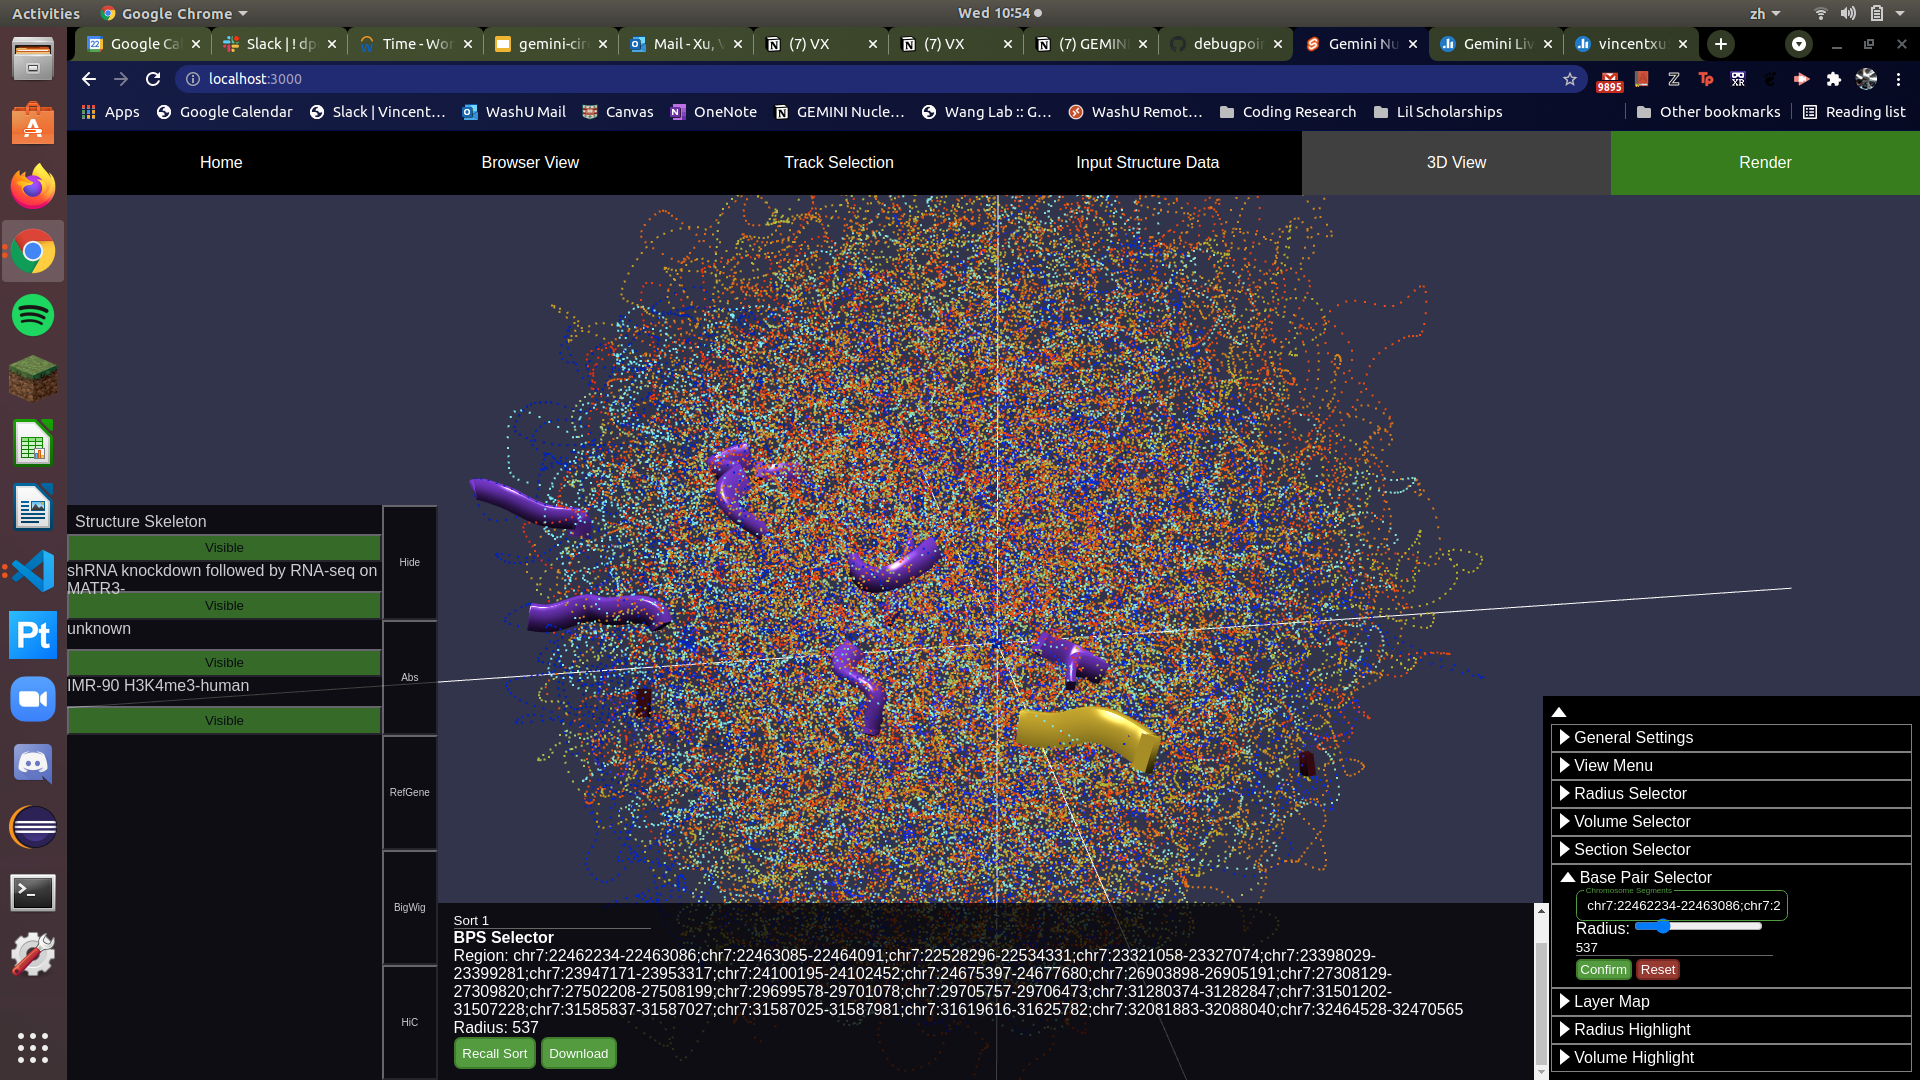 Activities
Google Chrome
Wed 10:54
zh
22
Google Cal
Slack | ! dp
Time - Wor
gemini-cir
Mail - Xu, V
(7) VX
(7) VX
(7) GEMINI
debugpoin
Gemini Nu
Gemini Liv
vincentxu
localhost:3000
9895
Apps
Google Calendar
Slack | Vincent…
WashU Mail
Canvas
OneNote
GEMINI Nucle…
Wang Lab :: G…
WashU Remot…
Coding Research
Lil Scholarships
Other bookmarks
Reading list
Home
Browser View
Track Selection
Input Structure Data
3D View
Render
Structure Skeleton
Visible
shRNA knockdown followed by RNA-seq on
MATR3-
Visible
unknown
Visible
IMR-90 H3K4me3-human
Visible
Hide
Abs
RefGene
BigWig
HiC
Sort 1
BPS Selector
Region: chr7:22462234-22463086;chr7:22463085-22464091;chr7:22528296-22534331;chr7:23321058-23327074;chr7:23398029-
23399281;chr7:23947171-23953317;chr7:24100195-24102452;chr7:24675397-24677680;chr7:26903898-26905191;chr7:27308129-
27309820;chr7:27502208-27508199;chr7:29699578-29701078;chr7:29705757-29706473;chr7:31280374-31282847;chr7:31501202-
31507228;chr7:31585837-31587027;chr7:31587025-31587981;chr7:31619616-31625782;chr7:32081883-32088040;chr7:32464528-32470565
Radius: 537
Recall Sort
Download
General Settings
View Menu
Radius Selector
Volume Selector
Section Selector
Base Pair Selector
Chromosome Segments
chr7:22462234-22463086;chr7:2
Radius:
537
Confirm
Reset
Layer Map
Radius Highlight
Volume Highlight
Pt